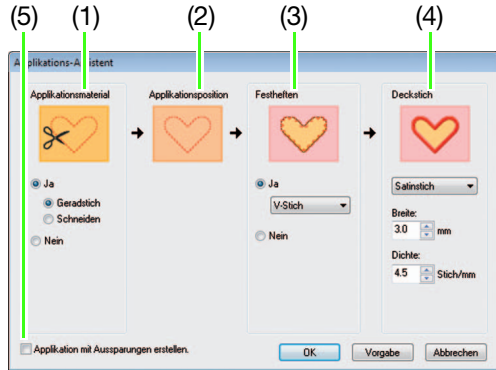 (5) (1) (2) (3) (4)
Applikations-Assistent
Applikationsmaterial Applikationsposition Festheften Deckstich
Ja Ja Satinstich
Geradstich V-Stich
Schneiden Breite:
Nein Nein 3.0 mm
Dichte:
4.5 Stich/mm
Applikation mit Aussparungen erstellen. OK Vorgabe Abbrechen